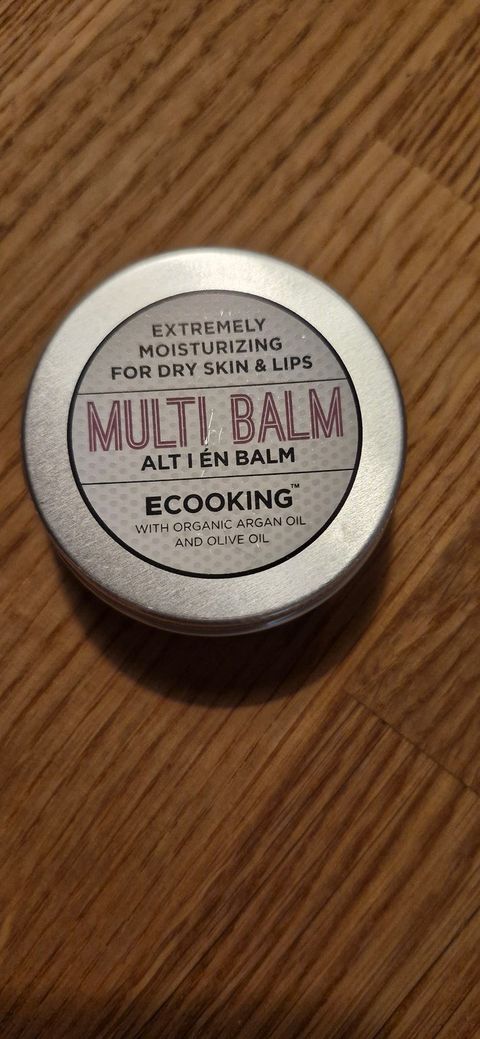 EXTREMELY
MOISTURIZING
FOR DRY SKIN & LIPS
MULTI BALM
ALT I ÉN BALM
ECOOKING™
WITH ORGANIC ARGAN OIL
AND OLIVE OIL